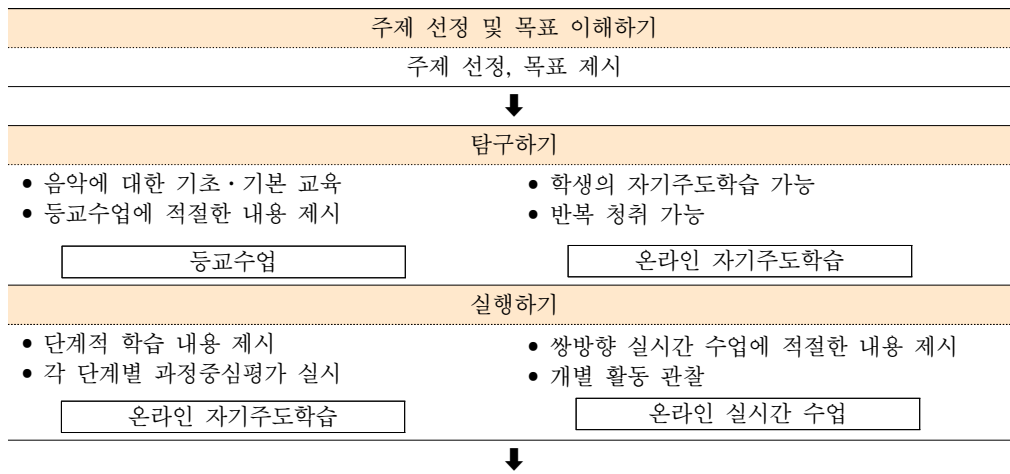 주제 선정 및 목표 이해하기
주제 선정, 목표 제시
⬇
탐구하기
• 음악에 대한 기초・기본 교육
• 등교수업에 적절한 내용 제시
등교수업
• 학생의 자기주도학습 가능
• 반복 청취 가능
온라인 자기주도학습
실행하기
• 단계적 학습 내용 제시
• 각 단계별 과정중심평가 실시
온라인 자기주도학습
• 쌍방향 실시간 수업에 적절한 내용 제시
• 개별 활동 관찰
온라인 실시간 수업
⬇